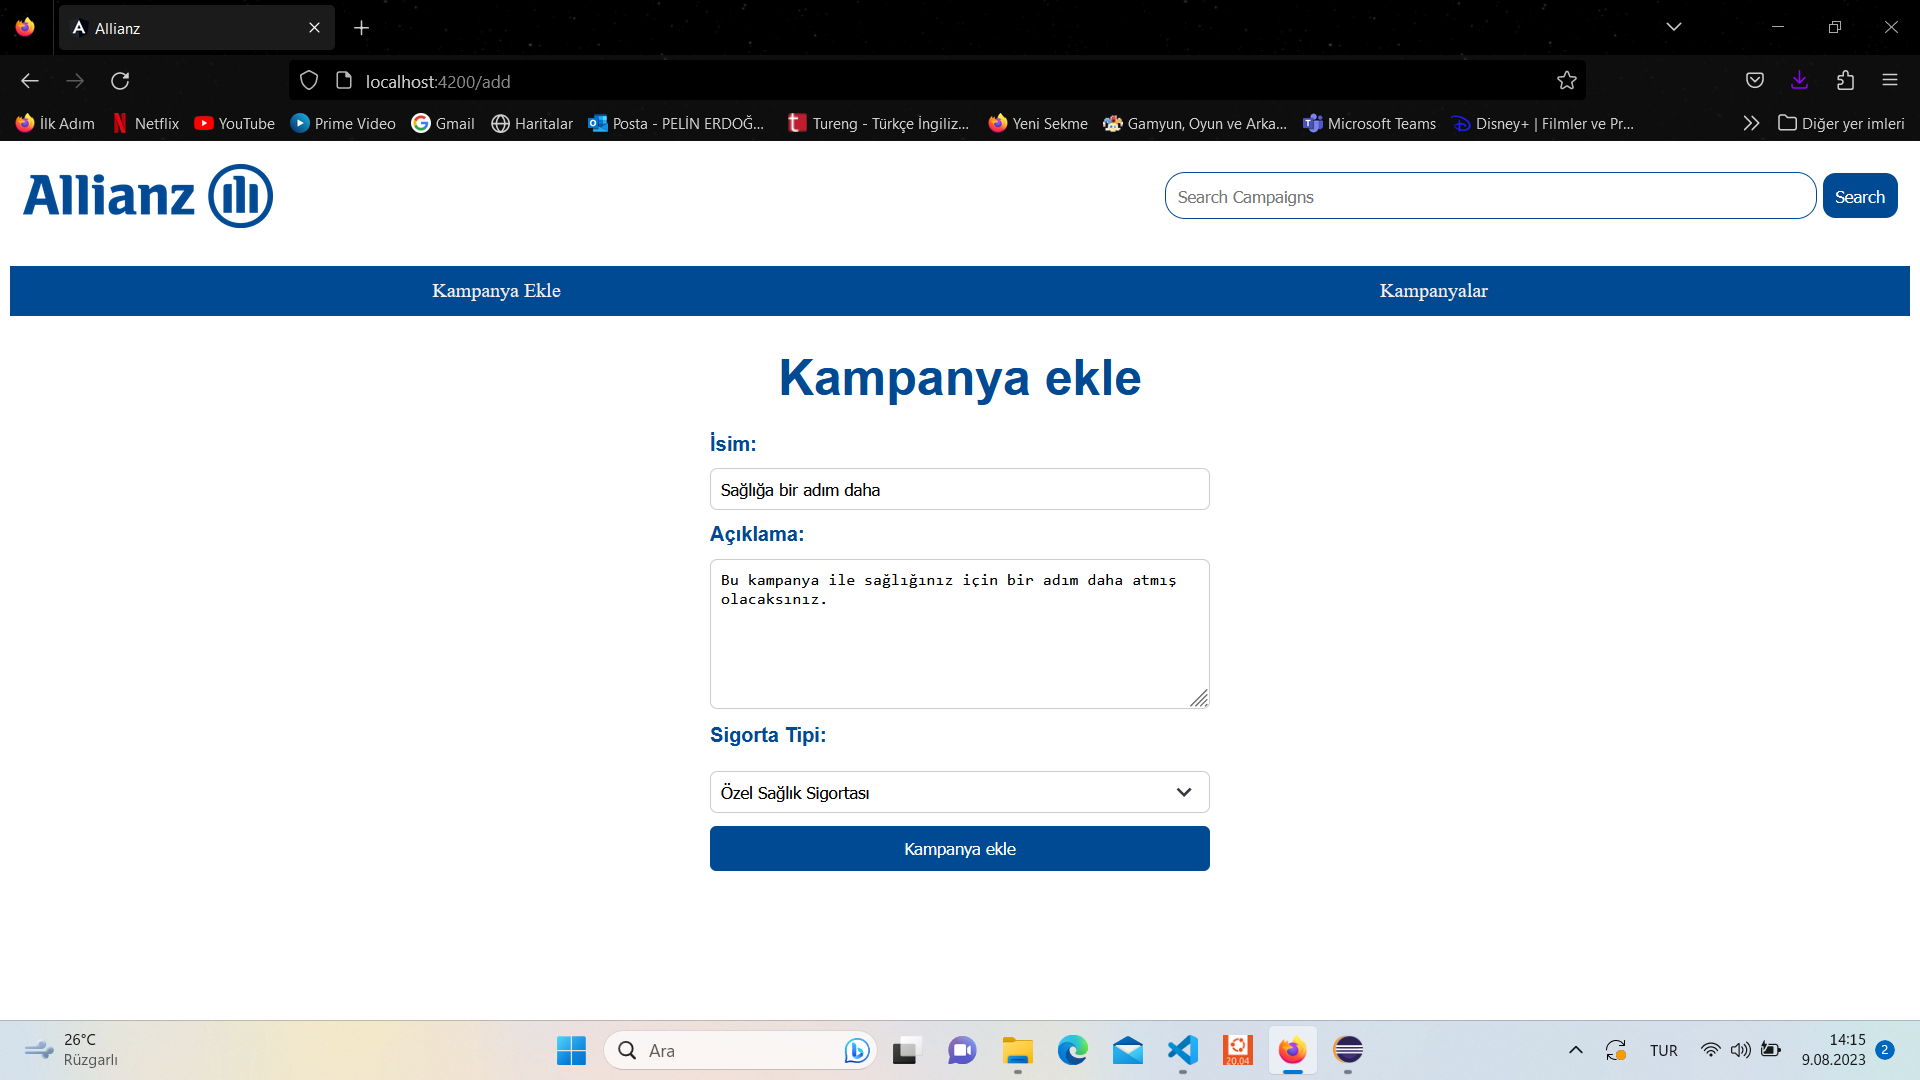 Allianz
localhost:4200/add
İlk Adım
Netflix
YouTube
Prime Video
Gmail
Haritalar
Posta - PELİN ERDOĞ...
Tureng - Türkçe İngiliz...
Yeni Sekme
Gamyun, Oyun ve Arka...
Microsoft Teams
Disney+ | Filmler ve Pr...
Diğer yer imleri
Allianz
Search Campaigns
Search
Kampanya Ekle
Kampanyalar
Kampanya ekle
İsim:
Sağlığa bir adım daha
Açıklama:
Bu kampanya ile sağlığınız için bir adım daha atmış
olacaksınız.
Sigorta Tipi:
Özel Sağlık Sigortası
Kampanya ekle
26°C
Rüzgarlı
Ara
20.04
TUR
14:15
9.08.2023
2